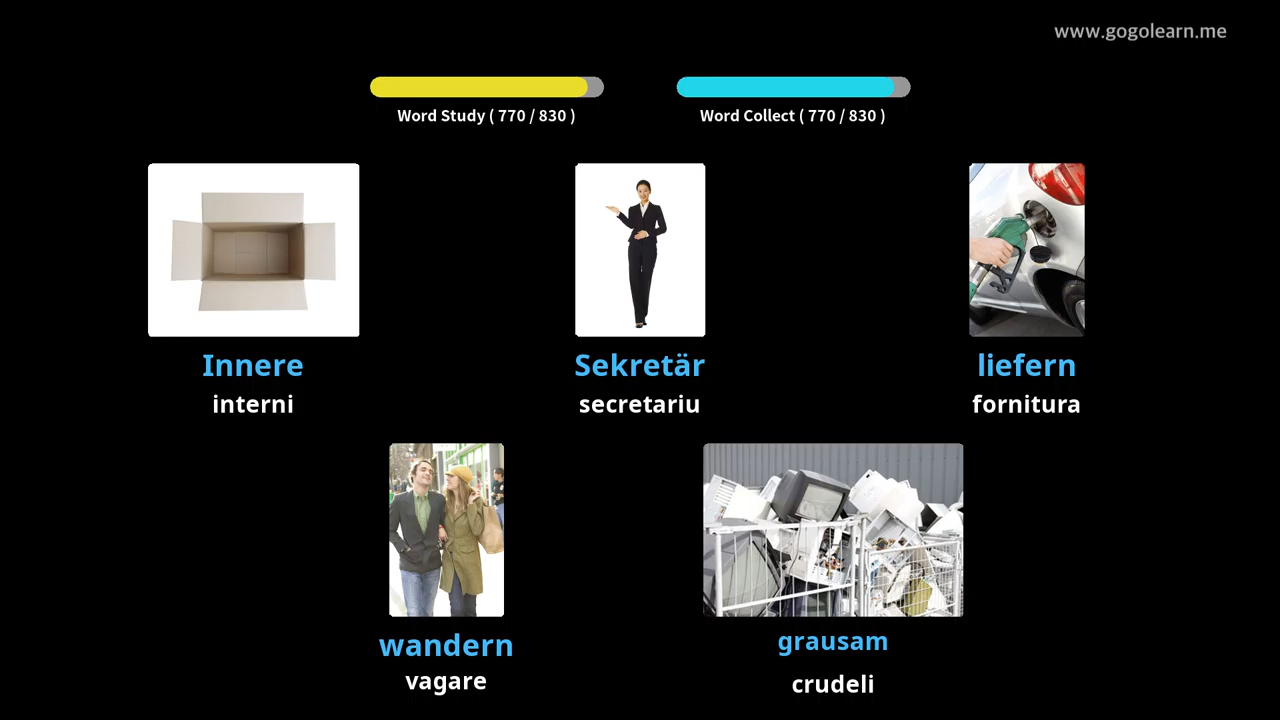 www.gogolearn.me
Word Study ( 770 / 830 )
Word Collect ( 770 / 830 )
Innere
interni
Sekretär
secretariu
liefern
fornitura
wandern
vagare
grausam
crudeli